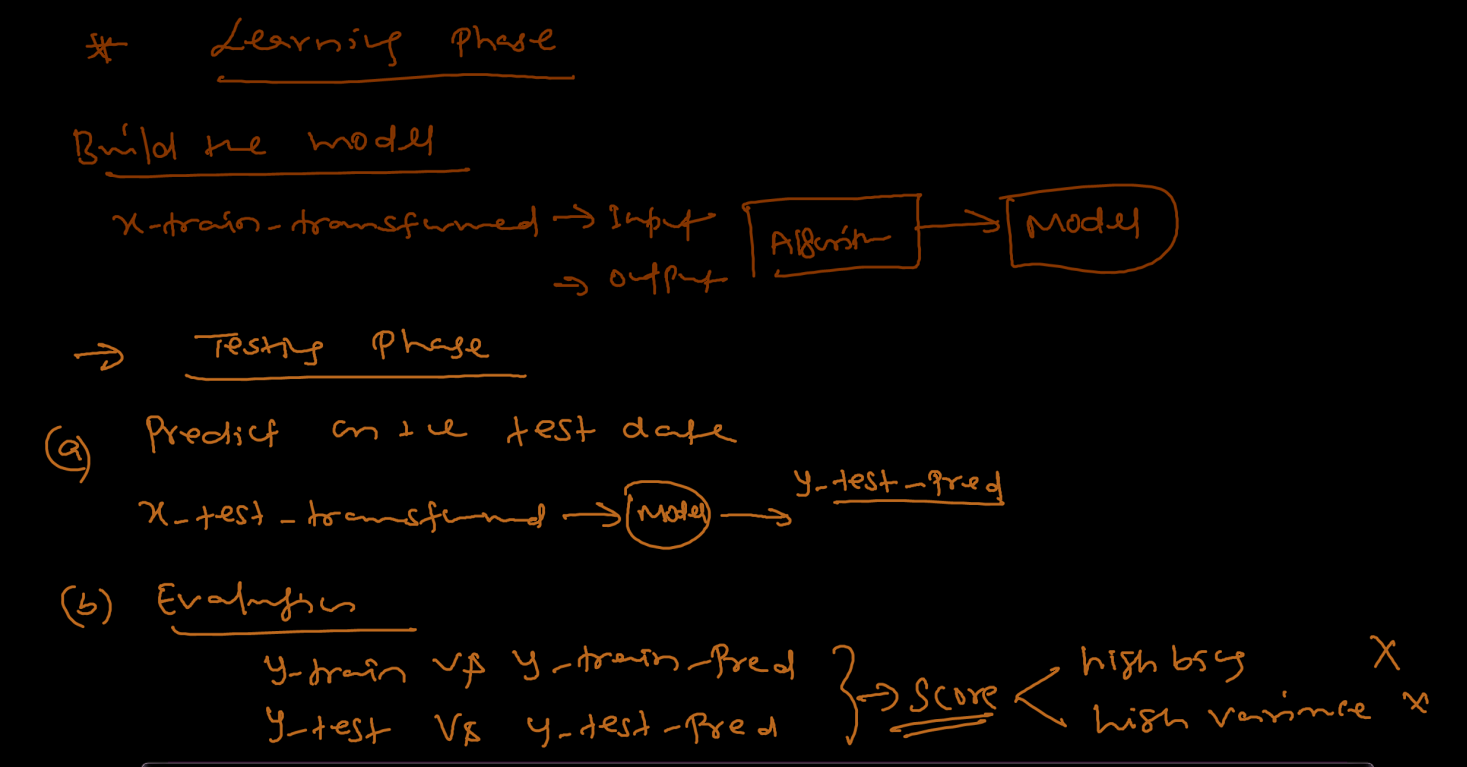 * Learning Phase
Build the model
x-train-transformed → Input Algorithm → Model
→ output
→ Testing Phase
(a) Predict on the test data
x-test-transformed → Model → y-test-pred
(b) Evaluation
y-train vs y-train-pred
y-test vs y-test-pred } → Score < high bias X
high variance X